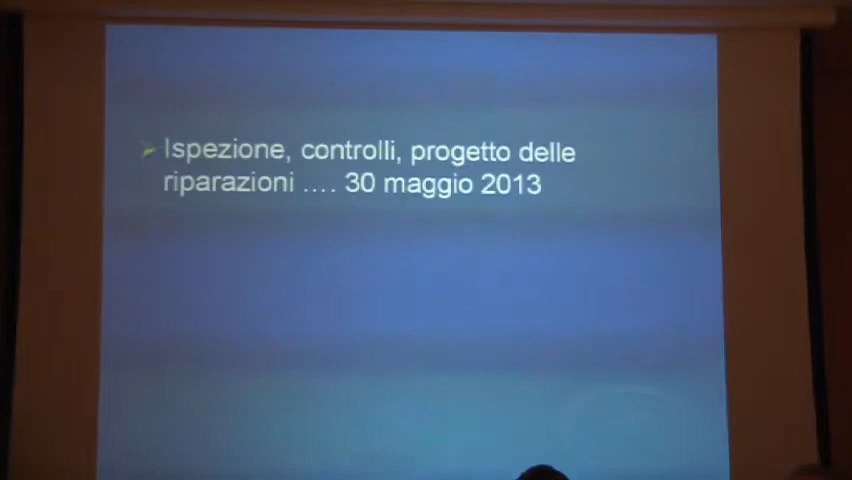 Ispezione, controlli, progetto delle
riparazioni .... 30 maggio 2013